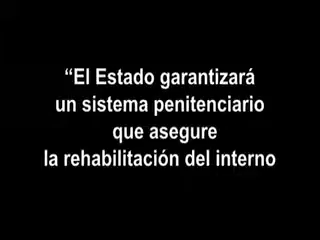 “El Estado garantizará
un sistema penitenciario
que asegure
la rehabilitación del interno